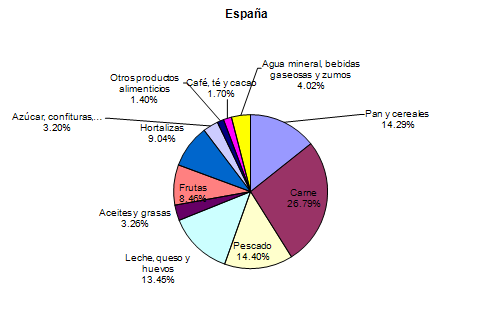 España
Agua mineral, bebidas
gaseosas y zumos
4.02%
Pan y cereales
14.29%
Carne
26.79%
Pescado
14.40%
Leche, queso y
huevos
13.45%
Aceites y grasas
3.26%
Frutas
8.46%
Hortalizas
9.04%
Azúcar, confituras,...
3.20%
Otros productos
alimenticios
1.40%
Café, té y cacao
1.70%